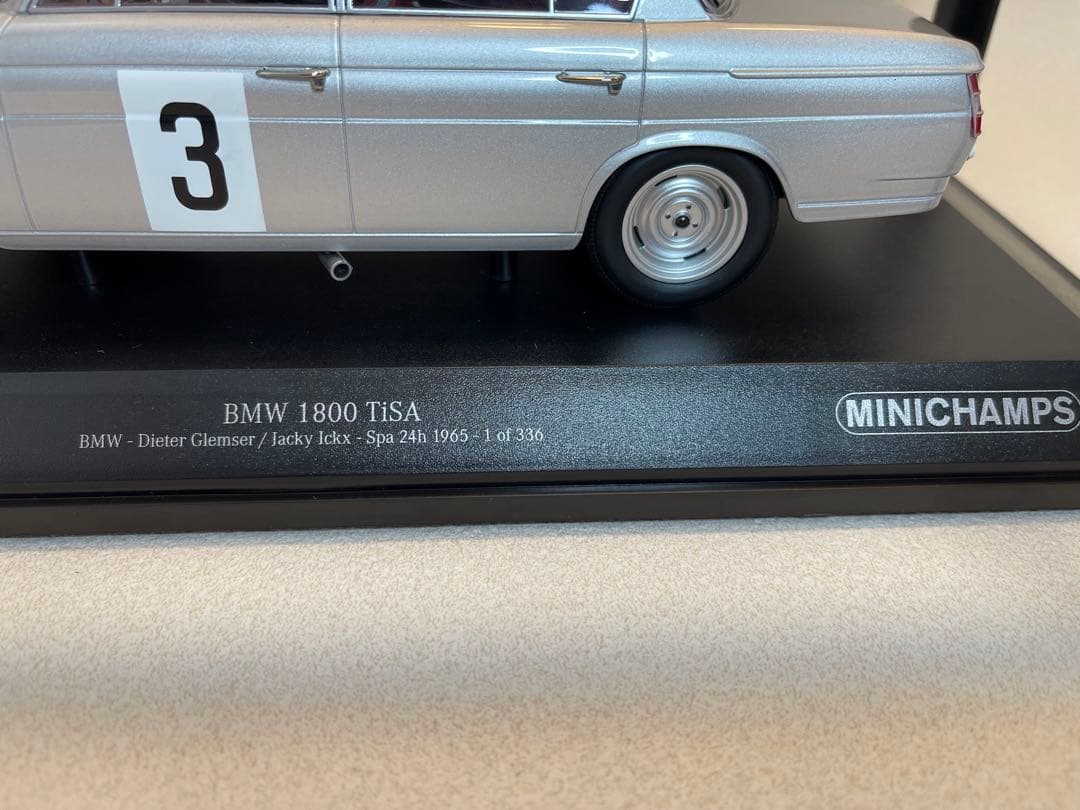 3
BMW 1800 TiSA
BMW - Dieter Glemser / Jacky Ickx - Spa 24h 1965 - 1 of 336
MINICHAMPS